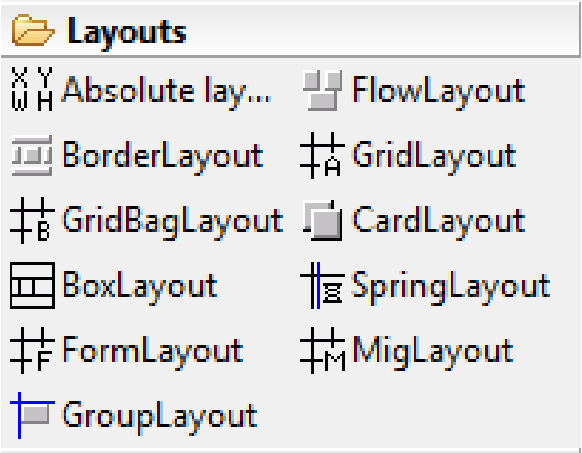 Layouts
X Y W H Absolute lay... FlowLayout
BorderLayout A GridLayout
B GridBagLayout CardLayout
BoxLayout SpringLayout
F FormLayout M MigLayout
GroupLayout